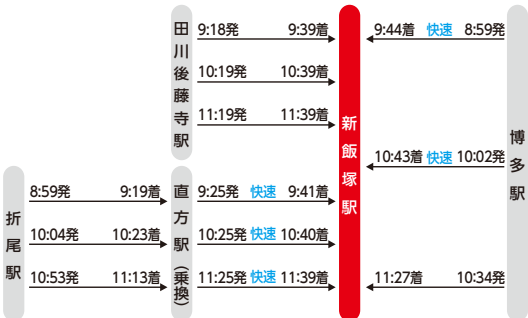 田川後藤寺駅
9:18発 9:39着
10:19発 10:39着
11:19発 11:39着
新飯塚駅
9:44着 快速 8:59発
10:43着 快速 10:02発
11:27着 10:34発
博多駅
折尾駅
8:59発 9:19着
10:04発 10:23着
10:53発 11:13着
直方駅(乗換)
9:25発 快速 9:41着
10:25発 快速 10:40着
11:25発 快速 11:39着